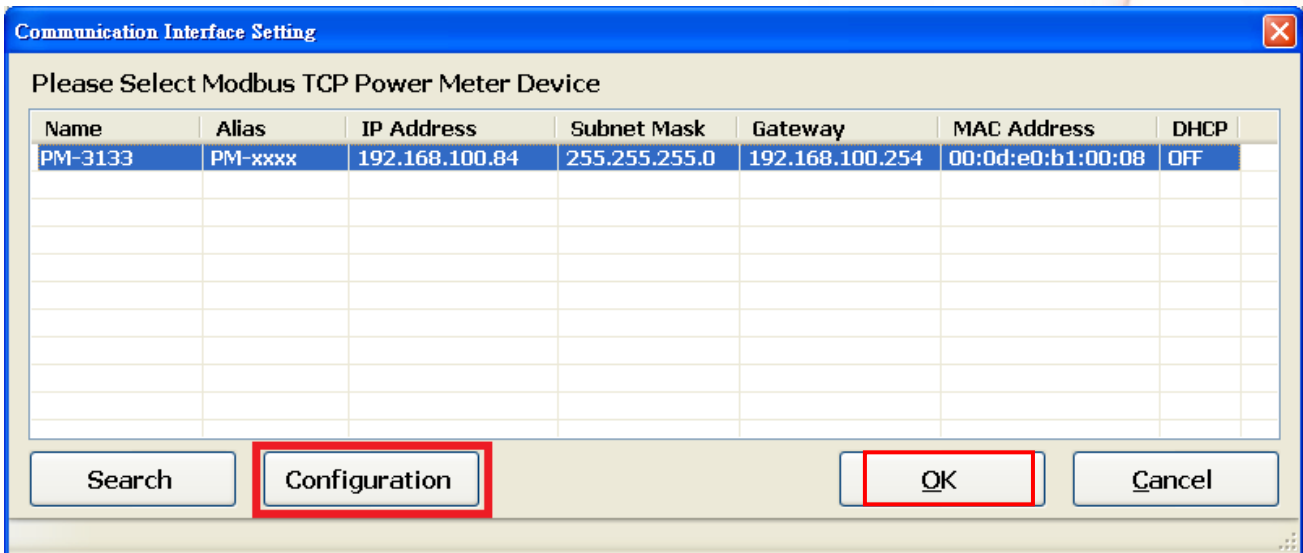 Communication Interface Setting
Please Select Modbus TCP Power Meter Device
Name Alias IP Address Subnet Mask Gateway MAC Address DHCP
PM-3133 PM-xxxx 192.168.100.84 255.255.255.0 192.168.100.254 00:0d:e0:b1:00:08 OFF
Search Configuration OK Cancel